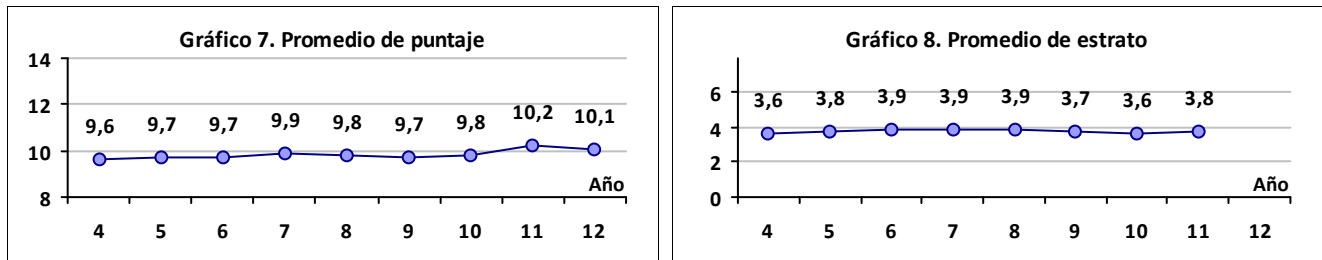 Gráfico 7. Promedio de puntaje
14
12
10
8
9,6 9,7 9,7 9,9 9,8 9,7 9,8 10,2 10,1
Año
4 5 6 7 8 9 10 11 12
Gráfico 8. Promedio de estrato
6
4
2
0
3,6 3,8 3,9 3,9 3,9 3,7 3,6 3,8
Año
4 5 6 7 8 9 10 11 12